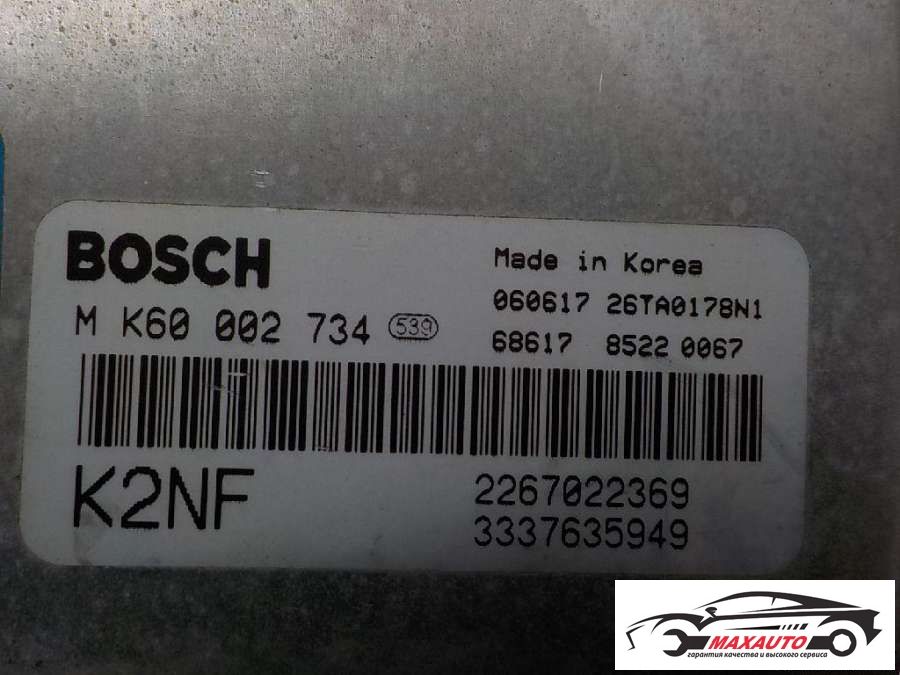 BOSCH
M K60 002 734 539
Made in Korea
060617 26TA0178N1
68617 8522 0067
K2NF
2267022369
3337635949
MAXAUTO
гарантия качества и высокого сервиса